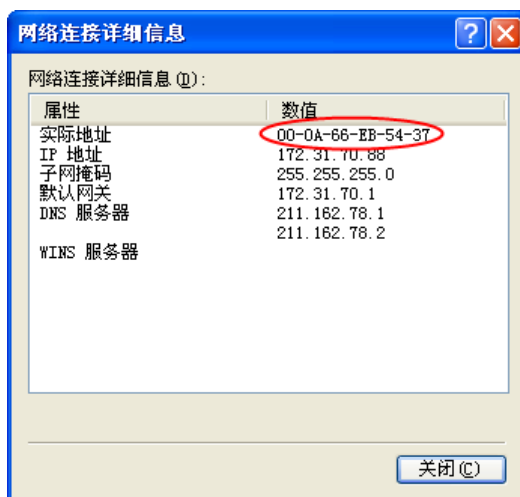 网络连接详细信息
网络连接详细信息(D):
属性 数值
实际地址 00-0A-66-EB-54-37
IP 地址 172.31.70.88
子网掩码 255.255.255.0
默认网关 172.31.70.1
DNS 服务器 211.162.78.1
211.162.78.2
WINS 服务器
关闭(C)